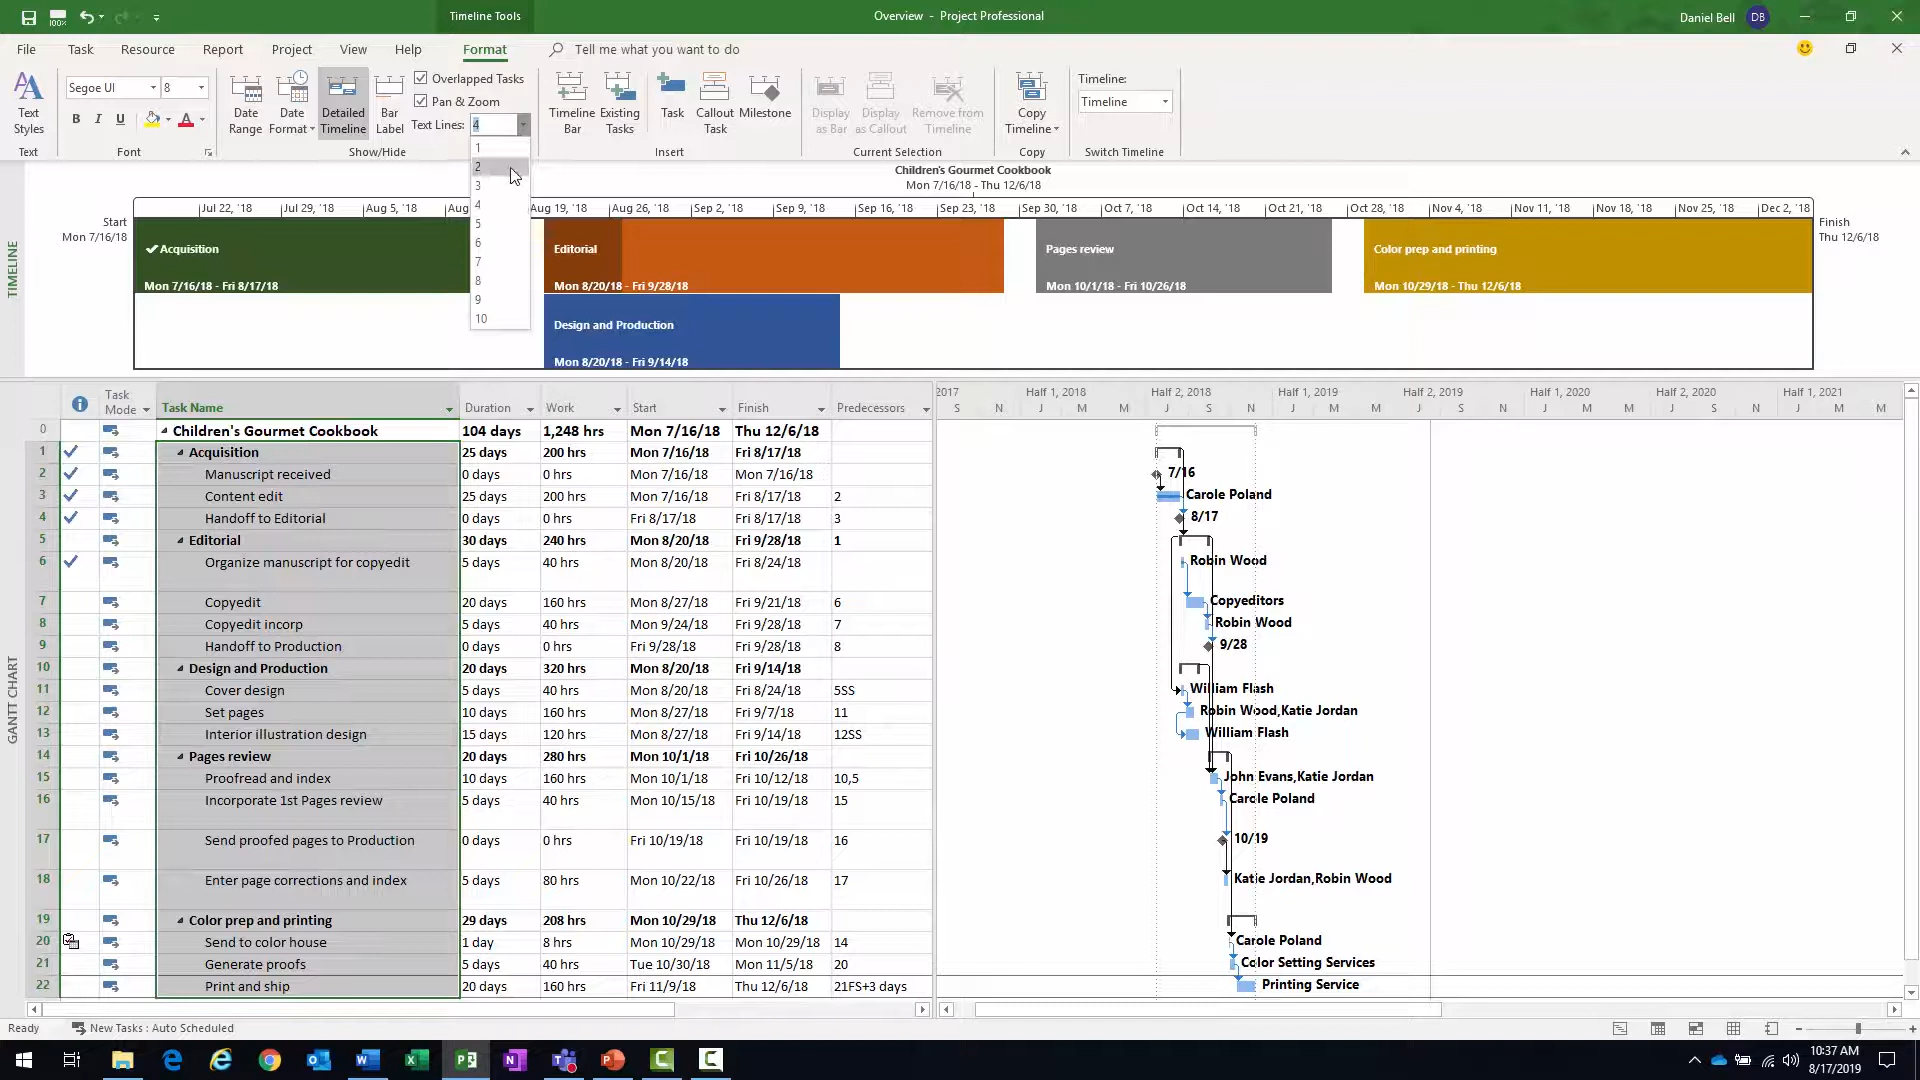 100%
Timeline Tools
Overview - Project Professional
Daniel Bell DB
File Task Resource Report Project View Help Format Tell me what you want to do
Segoe UI 8
Overlapped Tasks
Pan & Zoom
Text Lines: 4
Timeline:
Timeline
Text Styles
B I U A
Date Range
Date Format
Detailed Timeline
Bar Label
Timeline Bar
Existing Tasks
Task
Callout Task
Milestone
Display as Bar
Display as Callout
Remove from Timeline
Copy Timeline
Text Font Show/Hide Insert Current Selection Copy Switch Timeline
1
2
3
4
5
6
7
8
9
10
Children's Gourmet Cookbook
Mon 7/16/18 - Thu 12/6/18
TIMELINE
Jul 22, '18 Jul 29, '18 Aug 5, '18 Aug Aug 19, '18 Aug 26, '18 Sep 2, '18 Sep 9, '18 Sep 16, '18 Sep 23, '18 Sep 30, '18 Oct 7, '18 Oct 14, '18 Oct 21, '18 Oct 28, '18 Nov 4, '18 Nov 11, '18 Nov 18, '18 Nov 25, '18 Dec 2, '18
Start
Mon 7/16/18
Finish
Thu 12/6/18
Acquisition
Mon 7/16/18 - Fri 8/17/18
Editorial
Mon 8/20/18 - Fri 9/28/18
Pages review
Mon 10/1/18 - Fri 10/26/18
Color prep and printing
Mon 10/29/18 - Thu 12/6/18
Design and Production
Mon 8/20/18 - Fri 9/14/18
GANTT CHART
Task Mode Task Name Duration Work Start Finish Predecessors
0 Children's Gourmet Cookbook 104 days 1,248 hrs Mon 7/16/18 Thu 12/6/18
1 Acquisition 25 days 200 hrs Mon 7/16/18 Fri 8/17/18
2 Manuscript received 0 days 0 hrs Mon 7/16/18 Mon 7/16/18
3 Content edit 25 days 200 hrs Mon 7/16/18 Fri 8/17/18 2
4 Handoff to Editorial 0 days 0 hrs Fri 8/17/18 Fri 8/17/18 3
5 Editorial 30 days 240 hrs Mon 8/20/18 Fri 9/28/18 1
6 Organize manuscript for copyedit 5 days 40 hrs Mon 8/20/18 Fri 8/24/18
7 Copyedit 20 days 160 hrs Mon 8/27/18 Fri 9/21/18 6
8 Copyedit incorp 5 days 40 hrs Mon 9/24/18 Fri 9/28/18 7
9 Handoff to Production 0 days 0 hrs Fri 9/28/18 Fri 9/28/18 8
10 Design and Production 20 days 320 hrs Mon 8/20/18 Fri 9/14/18
11 Cover design 5 days 40 hrs Mon 8/20/18 Fri 8/24/18 5SS
12 Set pages 10 days 160 hrs Mon 8/27/18 Fri 9/7/18 11
13 Interior illustration design 15 days 120 hrs Mon 8/27/18 Fri 9/14/18 12SS
14 Pages review 20 days 280 hrs Mon 10/1/18 Fri 10/26/18
15 Proofread and index 10 days 160 hrs Mon 10/1/18 Fri 10/12/18 10,5
16 Incorporate 1st Pages review 5 days 40 hrs Mon 10/15/18 Fri 10/19/18 15
17 Send proofed pages to Production 0 days 0 hrs Fri 10/19/18 Fri 10/19/18 16
18 Enter page corrections and index 5 days 80 hrs Mon 10/22/18 Fri 10/26/18 17
19 Color prep and printing 29 days 208 hrs Mon 10/29/18 Thu 12/6/18
20 Send to color house 1 day 8 hrs Mon 10/29/18 Mon 10/29/18 14
21 Generate proofs 5 days 40 hrs Tue 10/30/18 Mon 11/5/18 20
22 Print and ship 20 days 160 hrs Fri 11/9/18 Thu 12/6/18 21FS+3 days
2017 Half 1, 2018 Half 2, 2018 Half 1, 2019 Half 2, 2019 Half 1, 2020 Half 2, 2020 Half 1, 2021
S N J M M J S N J M M J S N J M M J S N J M M
7/16
Carole Poland
8/17
Robin Wood
Copyeditors
Robin Wood
9/28
William Flash
Robin Wood,Katie Jordan
William Flash
John Evans,Katie Jordan
Carole Poland
10/19
Katie Jordan,Robin Wood
Carole Poland
Color Setting Services
Printing Service
Ready New Tasks : Auto Scheduled
10:37 AM
8/17/2019